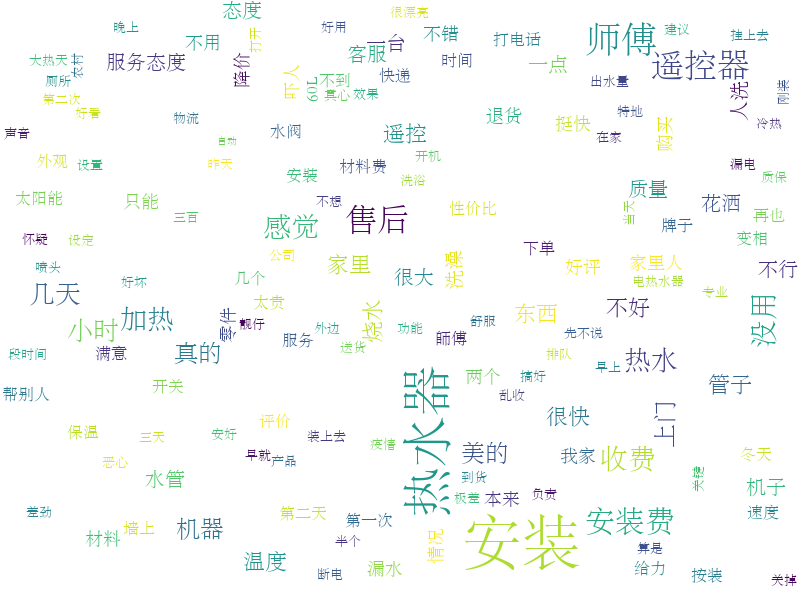 态度
很漂亮
晚上
好用
不错
打电话
建议
师傅
挂上去
打开
不用
一台
客服
时间
一点
遥控器
大热天
农村
服务态度
降价
吓人
不到
快递
厕所
601
真心
效果
出水量
人洗
刚装
第二次
好看
物流
水阀
遥控
退货
特地
挺快
在家
购买
冷热
声音
自动
外观
设置
昨天
材料费
开机
漏电
安装
洗浴
质量
质保
太阳能
只能
三百
不想
性价比
当天
花洒
牌子
再也
感觉
售后
变相
怀疑
设定
公司
家里
洗澡
下单
好评
家里人
不行
喷头
好坏
几个
很大
电热水器
几天
太贵
东西
不好
专业
加热
零件
靓仔
烧水
舒服
没用
小时
外边
功能
先不说
服务
送货
師傅
段时间
满意
真的
排队
热水
早上
帮别人
开关
两个
搞好
管子
乱收
热水器
评价
很快
上门
保温
三天
安好
装上去
疫情
早就
产品
美的
我家
收费
冬天
恶心
水管
到货
关键
机子
极差
本来
负责
差劲
第二天
第一次
安装费
速度
材料
墙上
机器
半个
情况
安装
算是
温度
断电
漏水
给力
按装
关掉